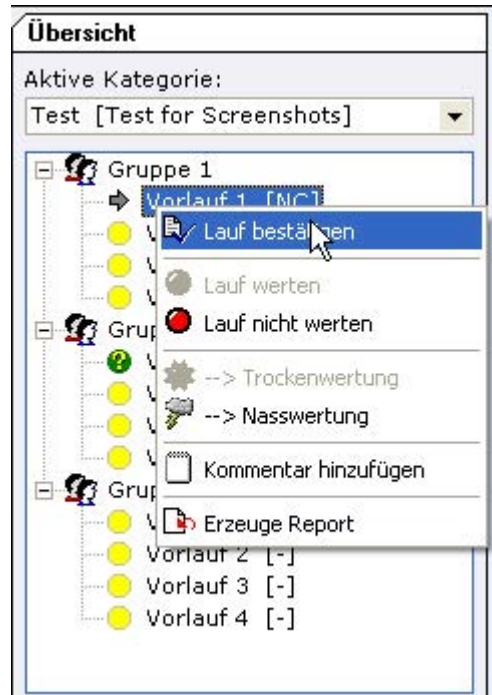 Übersicht
Aktive Kategorie:
Test [Test for Screenshots]
Gruppe 1
Vorlauf 1 [NC]
Lauf bestätigen
Lauf werten
Lauf nicht werten
--> Trockenwertung
--> Nasswertung
Kommentar hinzufügen
Erzeuge Report
Vorlauf 2 [-]
Vorlauf 3 [-]
Vorlauf 4 [-]